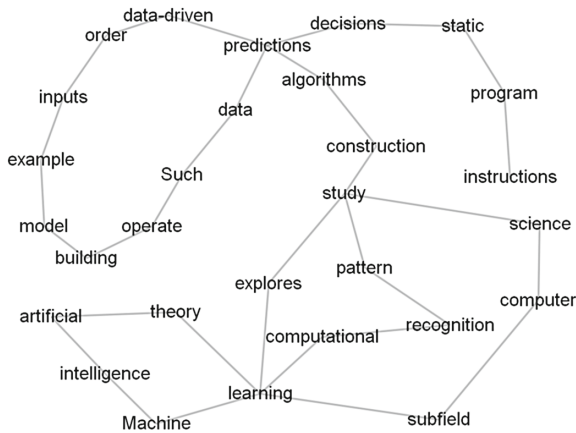 data-driven
decisions
static
order
predictions
algorithms
inputs
program
data
construction
example
Such
instructions
study
model
operate
science
building
pattern
explores
computer
artificial
theory
recognition
computational
intelligence
learning
Machine
subfield